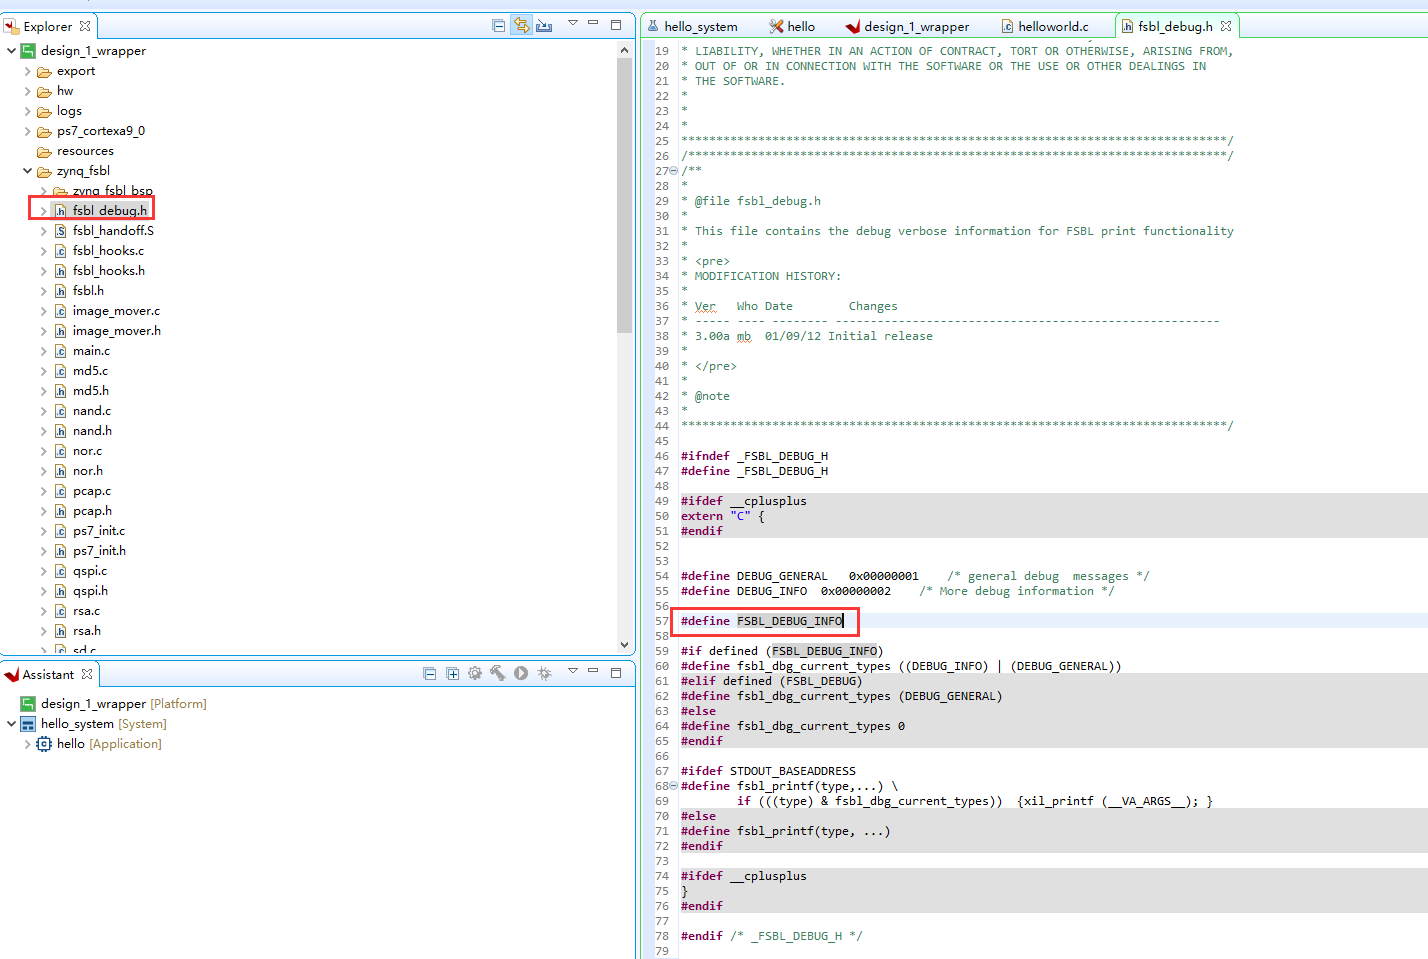 Explorer
design_1_wrapper
export
hw
logs
ps7_cortexa9_0
resources
zynq_fsbl
zynq_fsbl_bsp
fsbl_debug.h
fsbl_handoff.S
fsbl_hooks.c
fsbl_hooks.h
fsbl.h
image_mover.c
image_mover.h
main.c
md5.c
md5.h
nand.c
nand.h
nor.c
nor.h
pcap.c
pcap.h
ps7_init.c
ps7_init.h
qspi.c
qspi.h
rsa.c
rsa.h
sd.c
Assistant
design_1_wrapper [Platform]
hello_system [System]
hello [Application]
hello_system hello design_1_wrapper helloworld.c fsbl_debug.h
19 * LIABILITY, WHETHER IN AN ACTION OF CONTRACT, TORT OR OTHERWISE, ARISING FROM,
20 * OUT OF OR IN CONNECTION WITH THE SOFTWARE OR THE USE OR OTHER DEALINGS IN
21 * THE SOFTWARE.
22 *
23 *
24 *
25 ******************************************************************************/
26 /*****************************************************************************/
27 /**
28 *
29 * @file fsbl_debug.h
30 *
31 * This file contains the debug verbose information for FSBL print functionality
32 *
33 * <pre>
34 * MODIFICATION HISTORY:
35 *
36 * Ver   Who Date         Changes
37 * ----- ---- -------- -------------------------------------------------------
38 * 3.00a mb  01/09/12 Initial release
39 *
40 * </pre>
41 *
42 * @note
43 *
44 ******************************************************************************/
45
46 #ifndef _FSBL_DEBUG_H
47 #define _FSBL_DEBUG_H
48
49 #ifdef __cplusplus
50 extern "C" {
51 #endif
52
53
54 #define DEBUG_GENERAL   0x00000001    /* general debug  messages */
55 #define DEBUG_INFO  0x00000002    /* More debug information */
56
57 #define FSBL_DEBUG_INFO
58
59 #if defined (FSBL_DEBUG_INFO)
60 #define fsbl_dbg_current_types ((DEBUG_INFO) | (DEBUG_GENERAL))
61 #elif defined (FSBL_DEBUG)
62 #define fsbl_dbg_current_types (DEBUG_GENERAL)
63 #else
64 #define fsbl_dbg_current_types 0
65 #endif
66
67 #ifdef STDOUT_BASEADDRESS
68 #define fsbl_printf(type,...) \
69         if (((type) & fsbl_dbg_current_types))  {xil_printf (__VA_ARGS__); }
70 #else
71 #define fsbl_printf(type, ...)
72 #endif
73
74 #ifdef __cplusplus
75 }
76 #endif
77
78 #endif /* _FSBL_DEBUG_H */
79